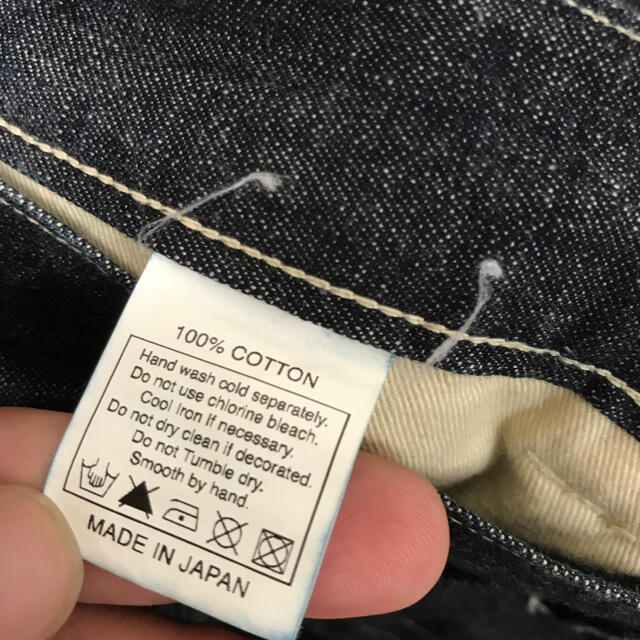 100% COTTON
Hand wash cold separately.
Do not use chlorine bleach.
Cool Iron if necessary.
Do not dry clean if decorated.
Do not Tumble dry.
Smooth by hand.
MADE IN JAPAN